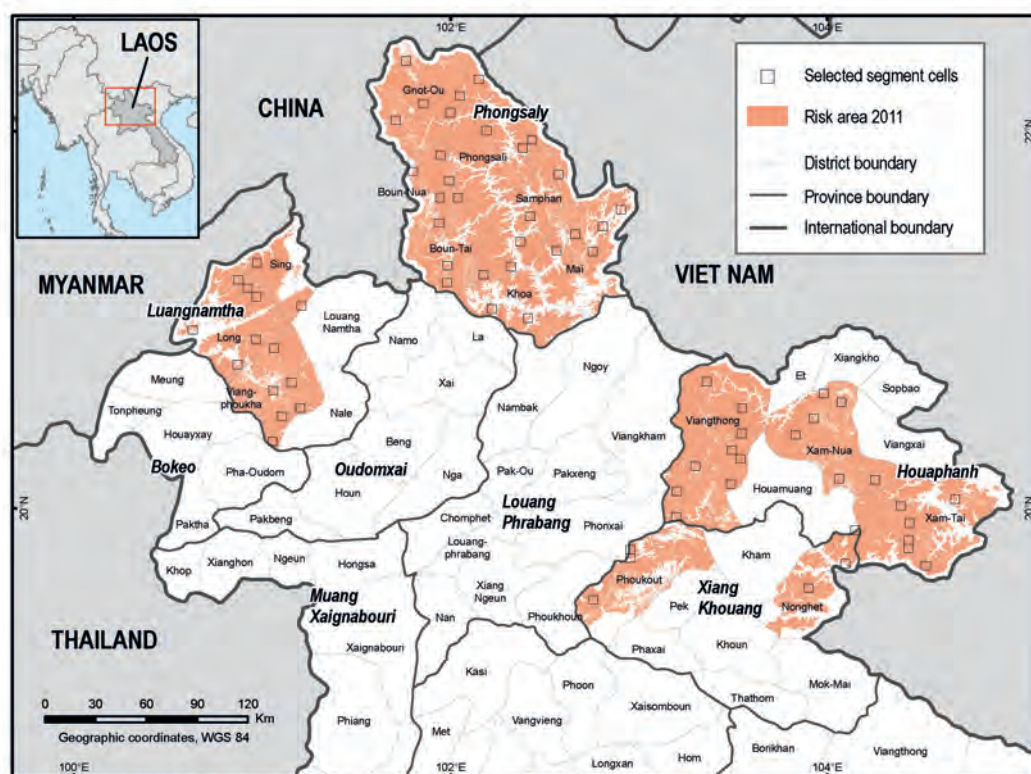 LAOS
102°E
104°E
CHINA
Selected segment cells
Risk area 2011
District boundary
Province boundary
International boundary
22°N
22°N
Gnot-Ou
Phongsaly
Phongsali
Boun-Nua
Samphan
Boun-Tai
Mai
Khoa
VIET NAM
MYANMAR
Sing
Luangnamtha
Louang
Namtha
Long
Viang-
phoukha
Nale
Namo
La
Xai
Ngoy
Meung
Tonpheung
Houayxay
Bokeo
Pha-Oudom
Paktha
Beng
Oudomxai
Houn
Nga
Pakbeng
Nambak
Viangkham
Pak-Ou
Pakxeng
Louang
Phrabang
Chomphet
Phonxai
Louang-
phrabang
Xiang
Ngeun
Nan
Phoukhoun
Et
Xiangkho
Sopbao
Viangthong
Xam-Nua
Viangxai
Houaphanh
Houamuang
Xam-Tai
Kham
Phoukout
Xiang
Khouang
Pek
Nonghet
Khoun
Phaxai
Mok-Mai
Thathom
20°N
20°N
Khop
Xianghon
Ngeun
Hongsa
Muang
Xaignabouri
Xaignabouri
Phiang
THAILAND
Kasi
Phoon
Vangvieng
Xaisomboun
Met
Hom
Longxan
Borikhan
Viangthong
0 30 60 90 120
Km
Geographic coordinates, WGS 84
100°E
102°E
104°E